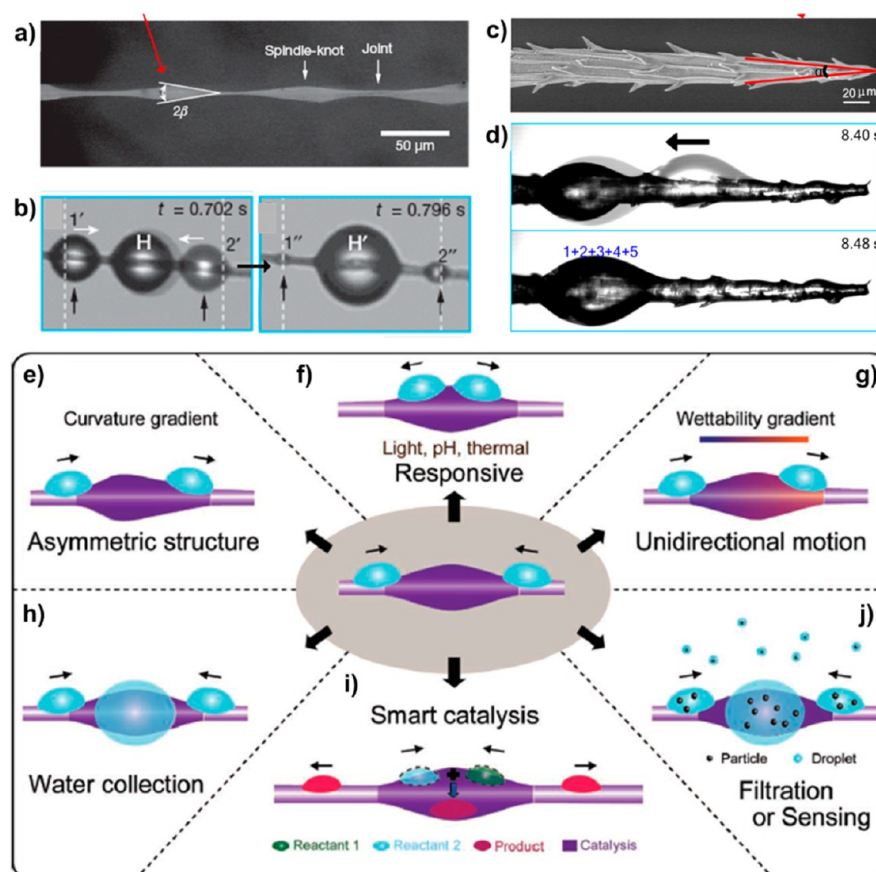 a)
Spindle-knot
Joint
2β
50 µm
c)
α
20 µm
b)
t = 0.702 s
1′
H
2′
t = 0.796 s
1″
H′
2″
d)
8.40 s
8.48 s
1+2+3+4+5
e)
Curvature gradient
Asymmetric structure
f)
Light, pH, thermal
Responsive
g)
Wettability gradient
Unidirectional motion
h)
Water collection
i)
Smart catalysis
+
Reactant 1
Reactant 2
Product
Catalysis
j)
Particle
Droplet
Filtration
or Sensing